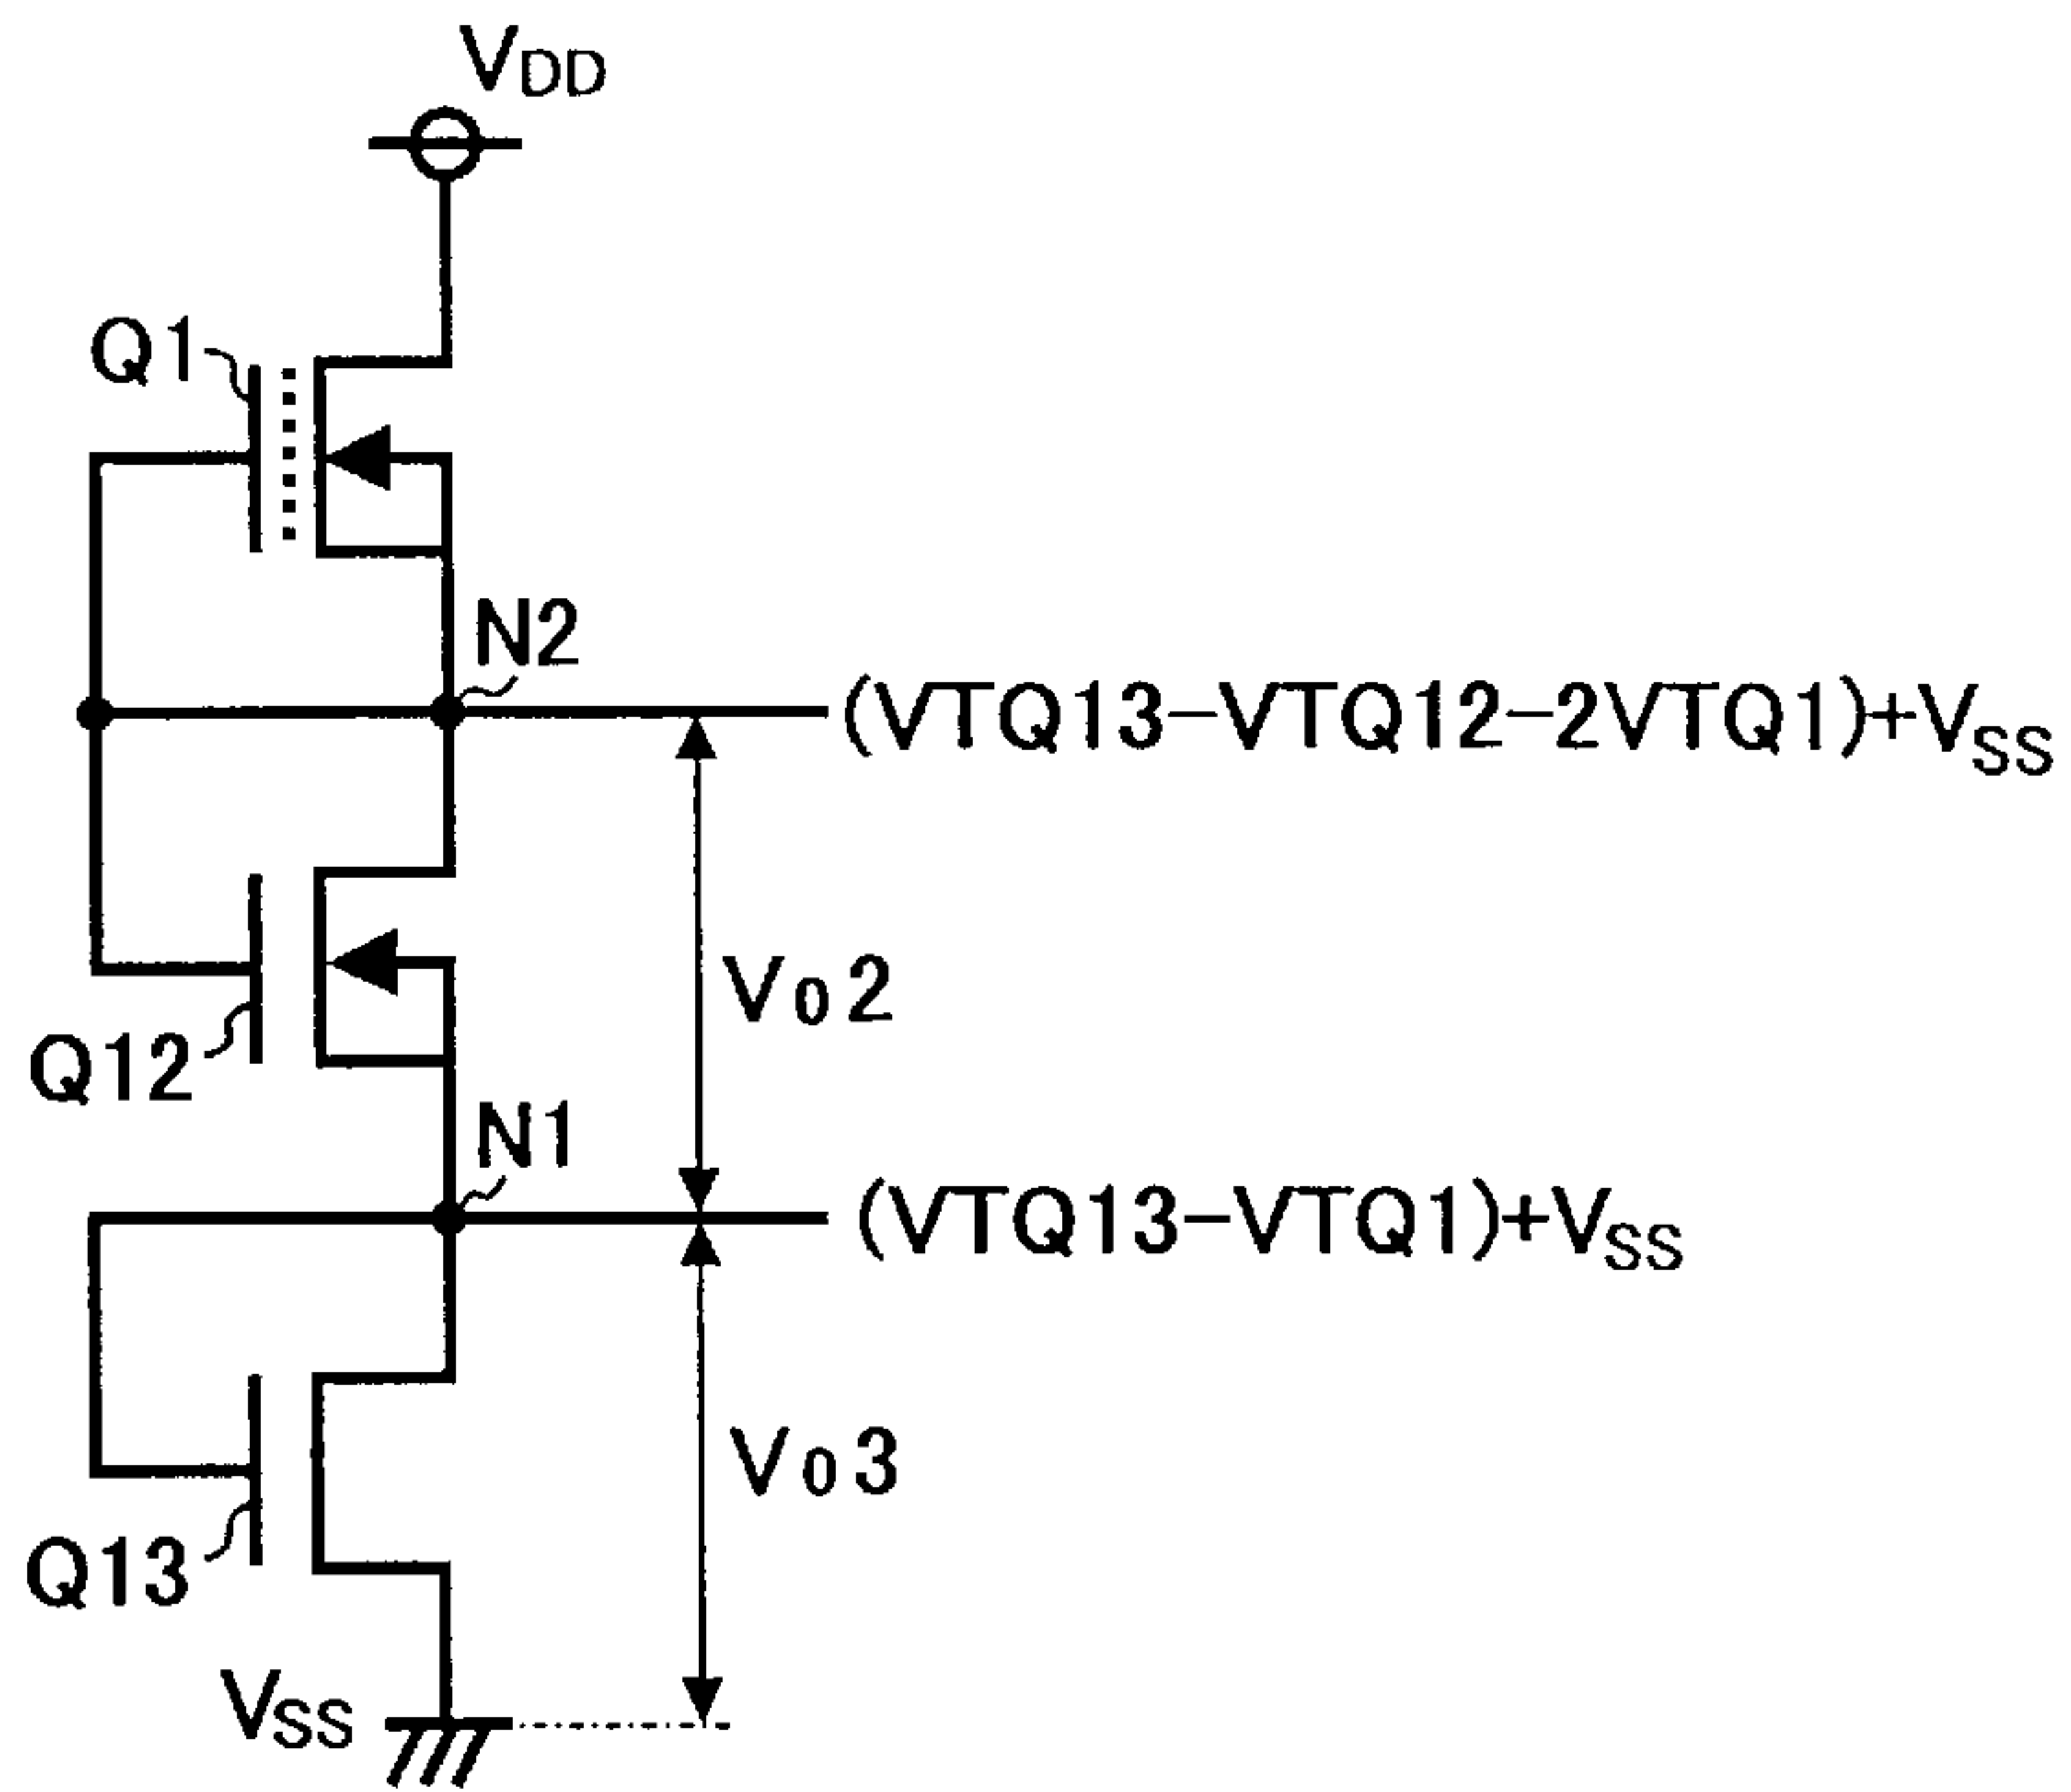 VDD
Q1
N2
(VTQ13-VTQ12-2VTQ1)+VSS
Vo2
Q12
N1
(VTQ13-VTQ1)+VSS
Vo3
Q13
VSS